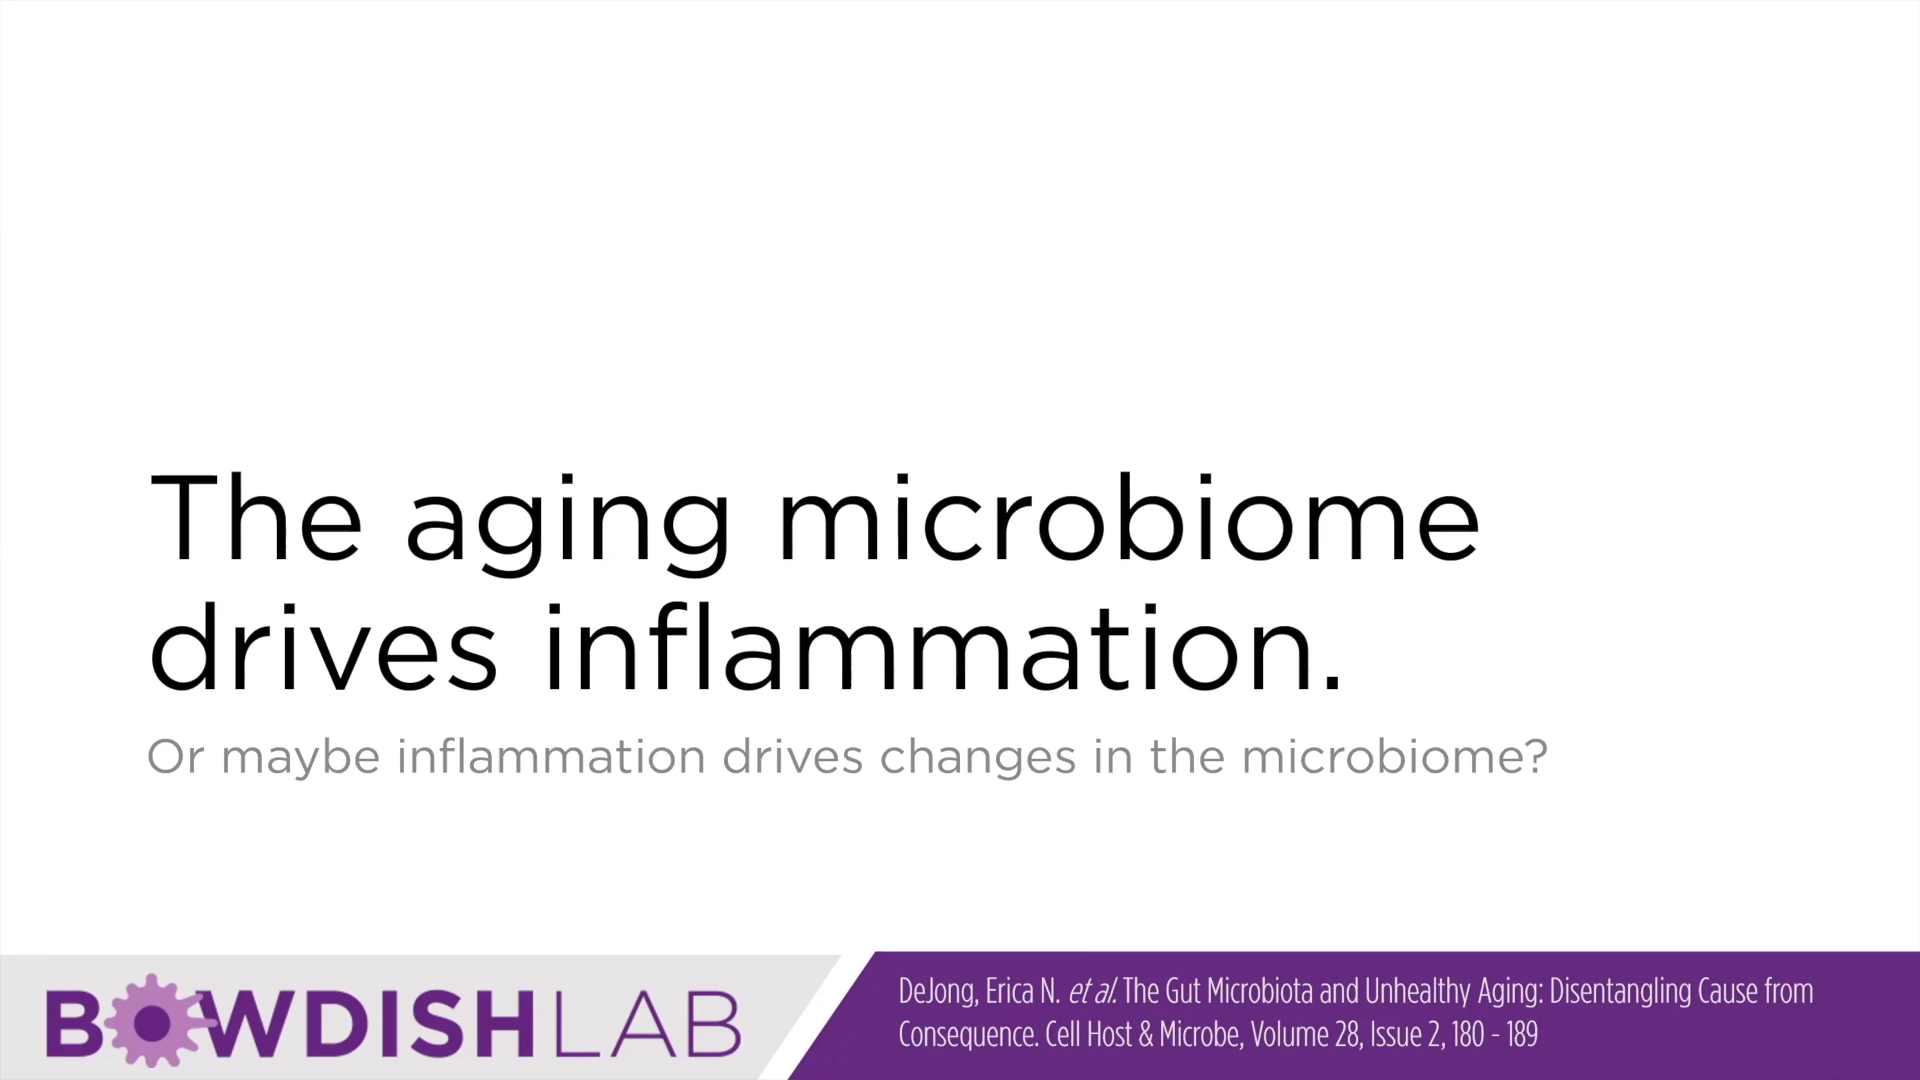 The aging microbiome
drives inflammation.
Or maybe inflammation drives changes in the microbiome?
BOWDISHLAB
DeJong, Erica N. et al. The Gut Microbiota and Unhealthy Aging: Disentangling Cause from
Consequence. Cell Host & Microbe, Volume 28, Issue 2, 180 - 189